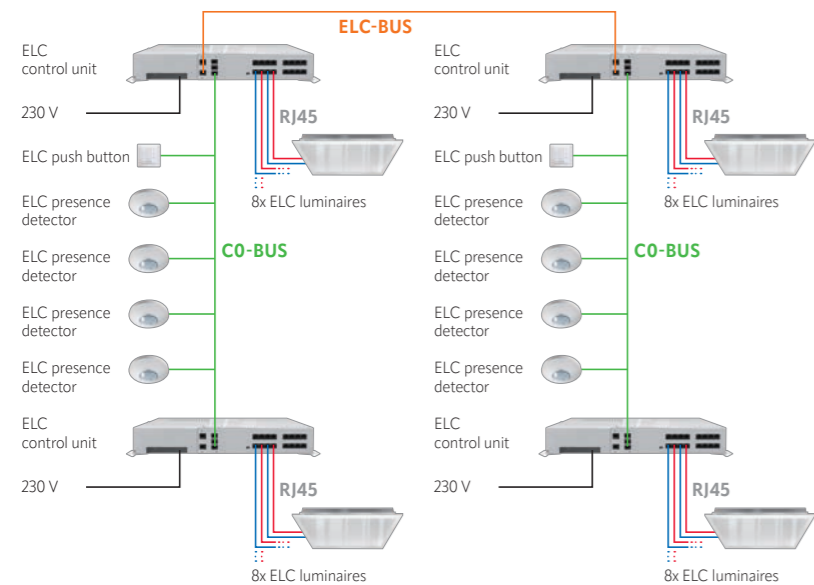 ELC-BUS
ELC
control unit
230 V
RJ45
ELC push button
8x ELC luminaires
ELC presence
detector
C0-BUS
ELC presence
detector
ELC presence
detector
ELC presence
detector
ELC
control unit
230 V
RJ45
8x ELC luminaires
ELC
control unit
230 V
RJ45
ELC push button
8x ELC luminaires
ELC presence
detector
C0-BUS
ELC presence
detector
ELC presence
detector
ELC presence
detector
ELC
control unit
230 V
RJ45
8x ELC luminaires